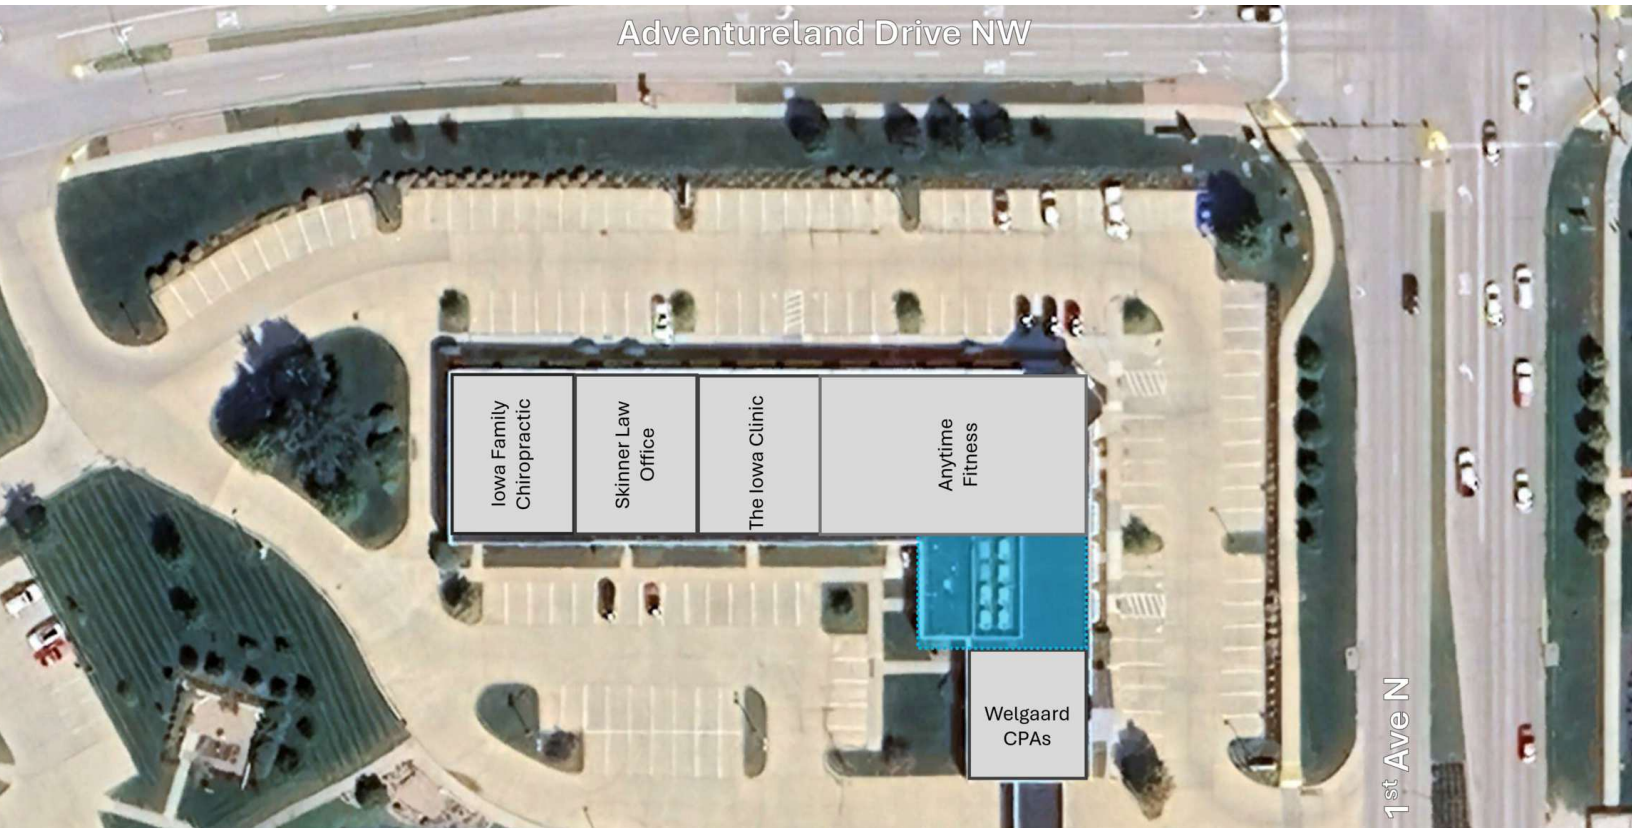 Adventureland Drive NW
Iowa Family
Chiropractic
Skinner Law
Office
The Iowa Clinic
Anytime
Fitness
Welgaard
CPAs
1st Ave N